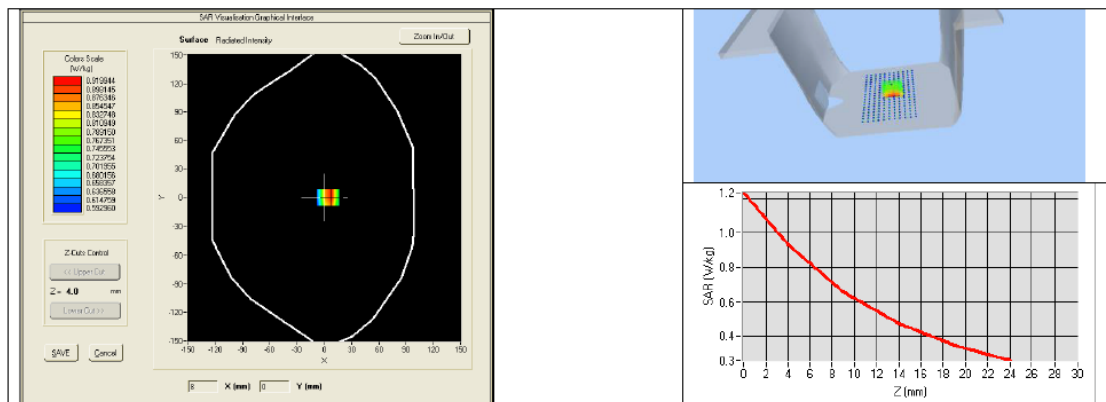 SAR Visualisation Graphical Interface
Surface Radiated Intensity
Zoom In/Out
Colors Scale
(W/kg)
0.919944
0.898145
0.876346
0.854547
0.832748
0.810949
0.789150
0.767351
0.745553
0.723754
0.701955
0.680156
0.658357
0.636558
0.614759
0.592960
Z-Cuts Control
<< Upper Cut
Z - 4.0 mm
Lower Cut >>
SAVE Cancel
150-
120-
90-
60-
30-
0-
-30-
-60-
-90-
-120-
-150-
Y
-150 -120 -90 -60 -30 0 30 60 90 120 150
X
8 X (mm) 0 Y (mm)
1.2
1.0
0.8
0.6
0.4
0.3
SAR (W/kg)
0 2 4 6 8 10 12 14 16 18 20 22 24 26 28 30
Z (mm)